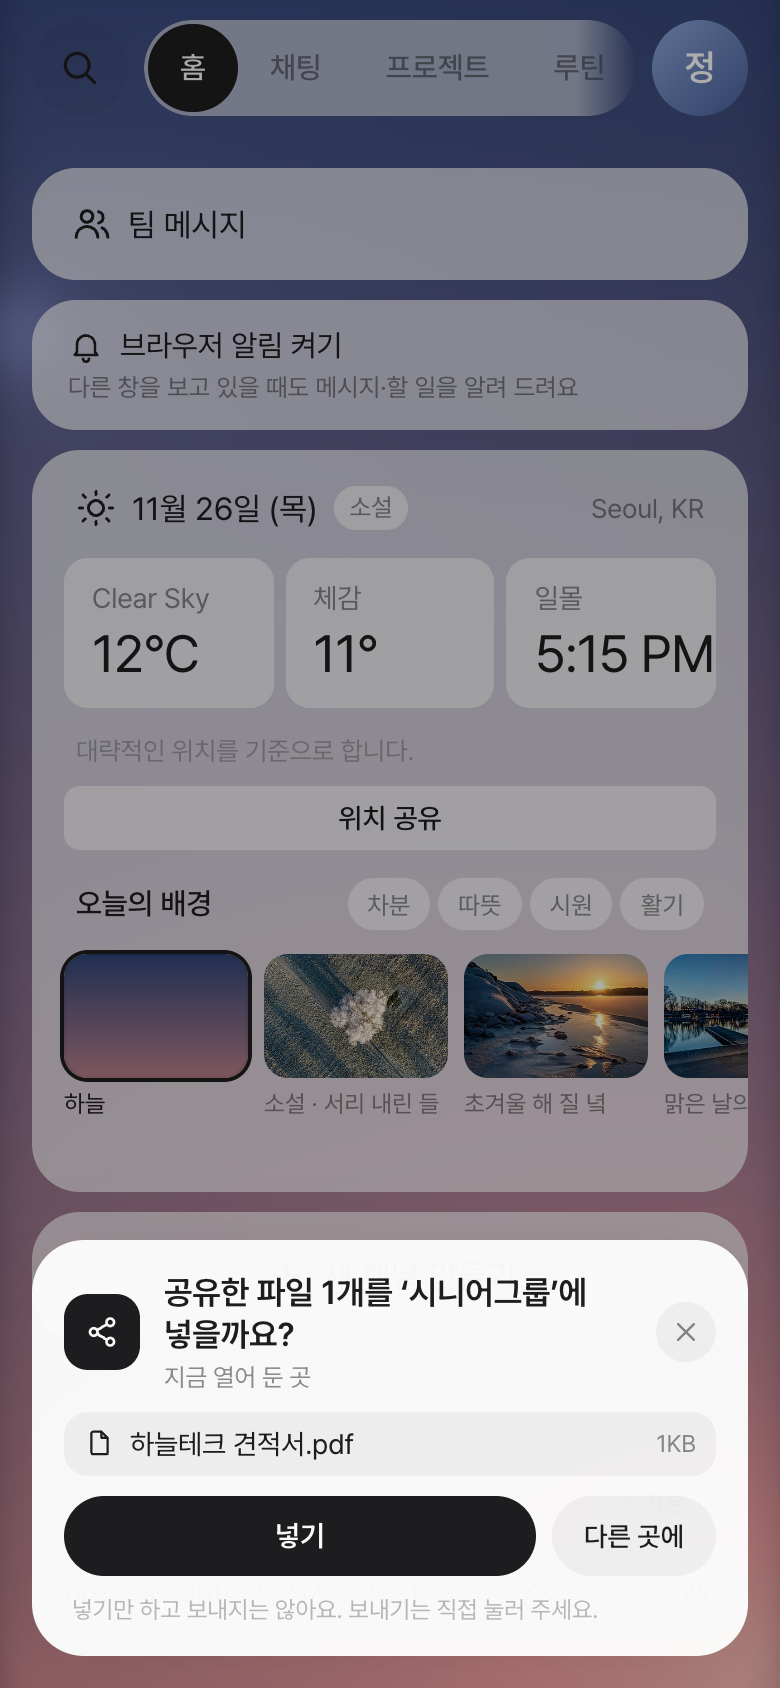 홈
채팅
프로젝트
루틴
정
팀 메시지
브라우저 알림 켜기
다른 창을 보고 있을 때도 메시지·할 일을 알려 드려요
11월 26일 (목)
소설
Seoul, KR
Clear Sky
체감
일몰
12°C
11°
5:15 PM
대략적인 위치를 기준으로 합니다.
위치 공유
오늘의 배경
차분
따뜻
시원
활기
하늘
소설 · 서리 내린 들
초겨울 해 질 녘
맑은 날의
공유한 파일 1개를 ‘시니어그룹’에
넣을까요?
지금 열어 둔 곳
하늘테크 견적서.pdf
1KB
넣기
다른 곳에
넣기만 하고 보내지는 않아요. 보내기는 직접 눌러 주세요.